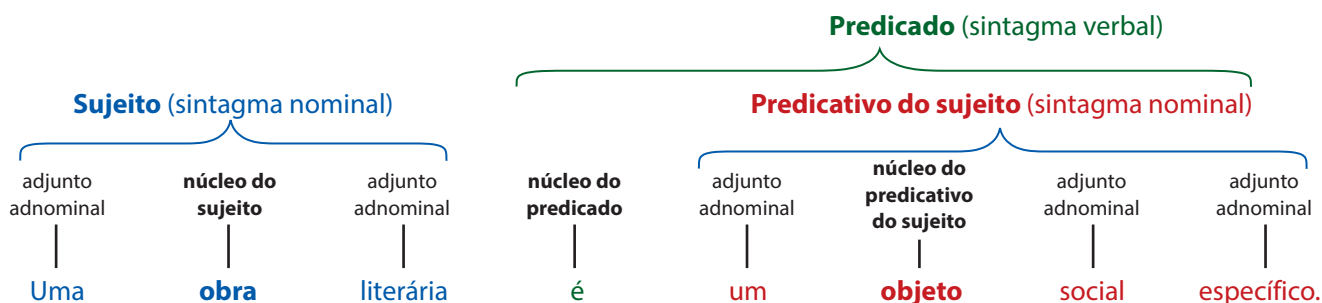 Predicado (sintagma verbal)
Sujeito (sintagma nominal)
Predicativo do sujeito (sintagma nominal)
adjunto adnominal
núcleo do sujeito
adjunto adnominal
núcleo do predicado
adjunto adnominal
núcleo do predicativo do sujeito
adjunto adnominal
adjunto adnominal
Uma obra literária é um objeto social específico.